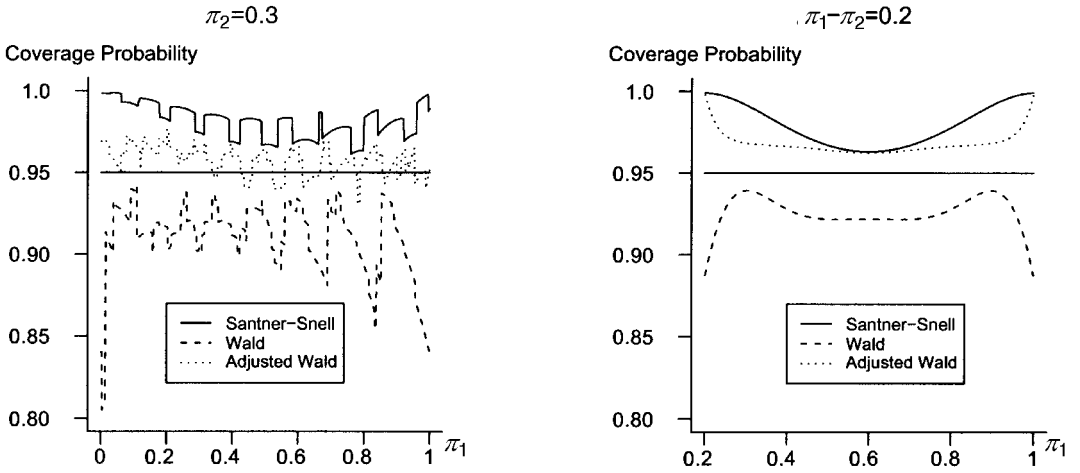 π2=0.3
Coverage Probability
1.0
0.95
0.90
0.85
0.80
Santner−Snell
Wald
Adjusted Wald
0 0.2 0.4 0.6 0.8 1 π1
π1−π2=0.2
Coverage Probability
1.0
0.95
0.90
0.85
0.80
Santner−Snell
Wald
Adjusted Wald
0.2 0.4 0.6 0.8 1 π1